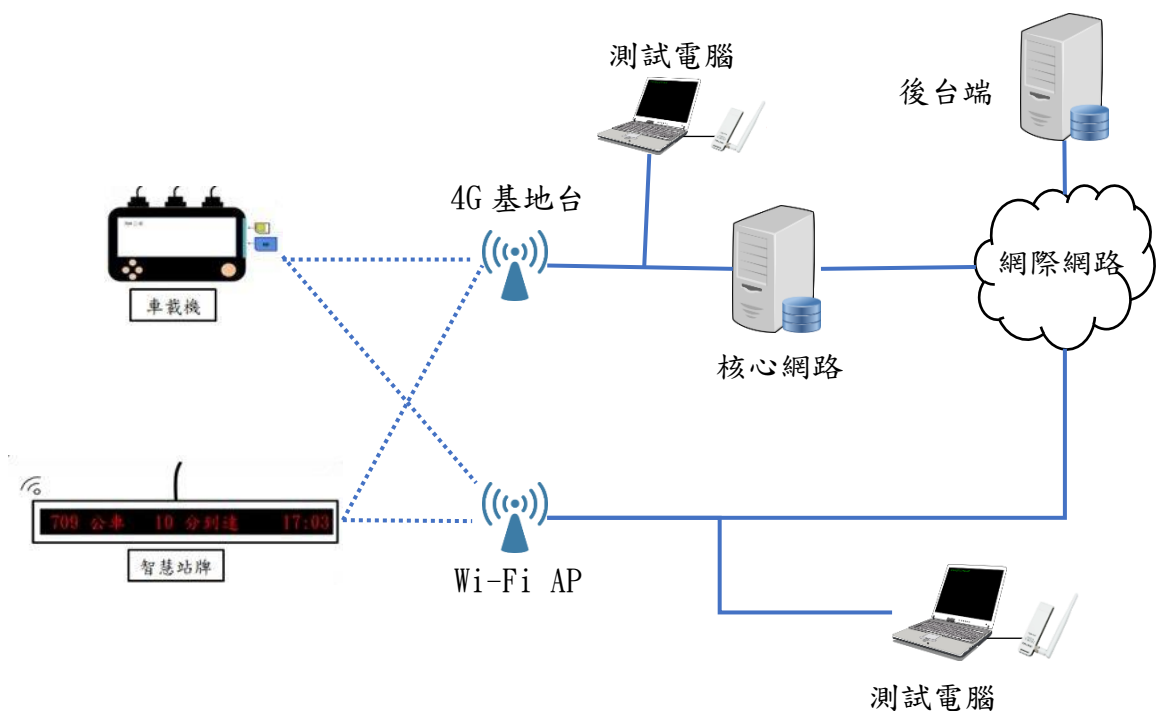 測試電腦
後台端
4G 基地台
網際網路
車載機
核心網路
709 公車 10 分到達 17:03
智慧站牌
Wi-Fi AP
測試電腦